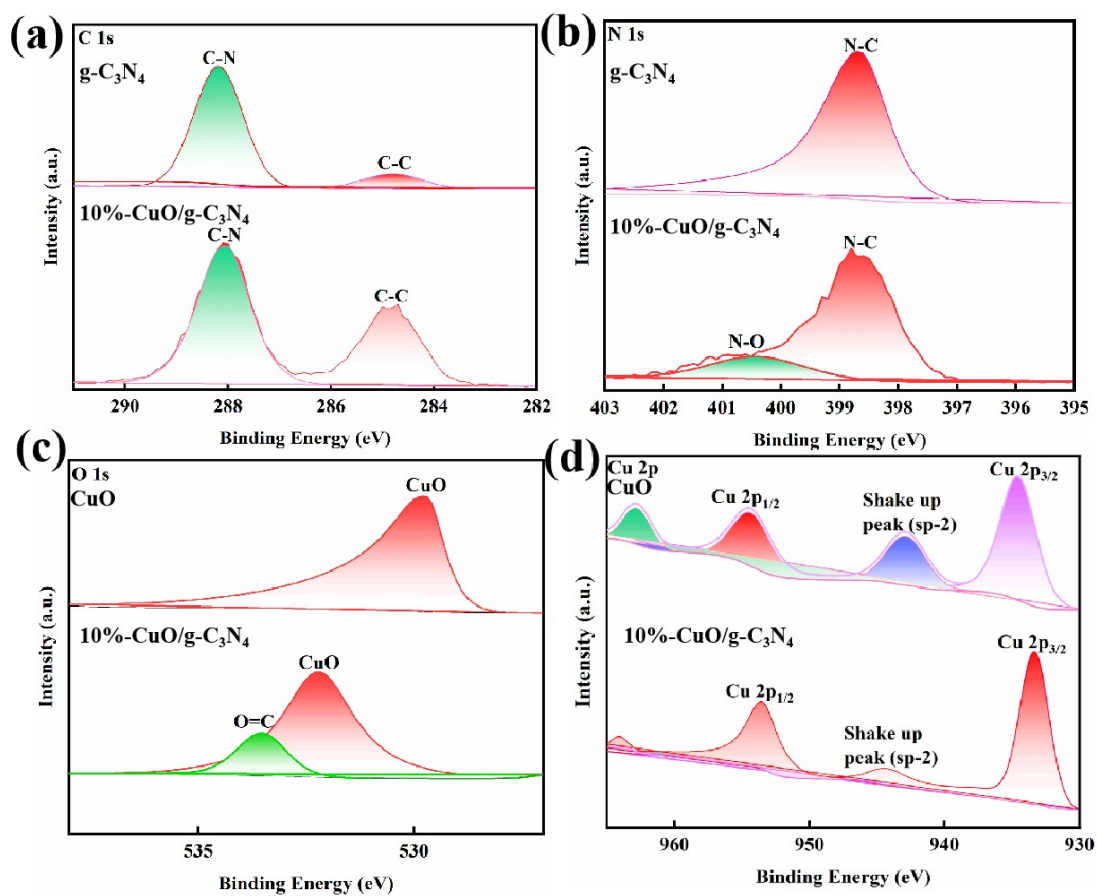 (a)
C 1s
g-C₃N₄
C-N
C-C
10%-CuO/g-C₃N₄
C-N
C-C
Intensity (a.u.)
290 288 286 284 282
Binding Energy (eV)
(b)
N 1s
g-C₃N₄
N-C
10%-CuO/g-C₃N₄
N-C
N-O
Intensity (a.u.)
403 402 401 400 399 398 397 396 395
Binding Energy (eV)
(c)
O 1s
CuO
CuO
10%-CuO/g-C₃N₄
CuO
O=C
Intensity (a.u.)
535 530
Binding Energy (eV)
(d)
Cu 2p
CuO
Cu 2p₁/₂
Shake up
peak (sp-2)
Cu 2p₃/₂
10%-CuO/g-C₃N₄
Cu 2p₁/₂
Shake up
peak (sp-2)
Cu 2p₃/₂
Intensity (a.u.)
960 950 940 930
Binding Energy (eV)